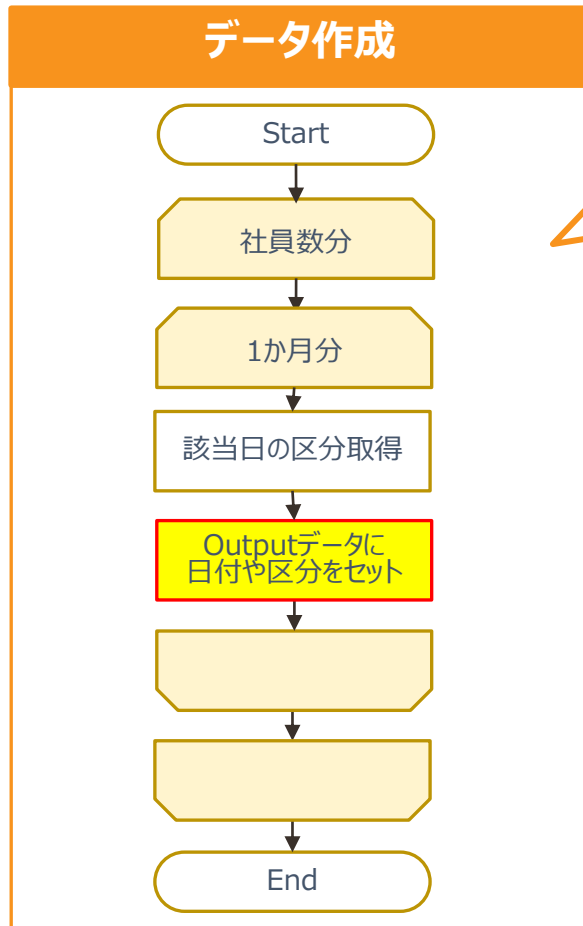 データ作成
Start
社員数分
1か月分
該当日の区分取得
Outputデータに
日付や区分をセット
End